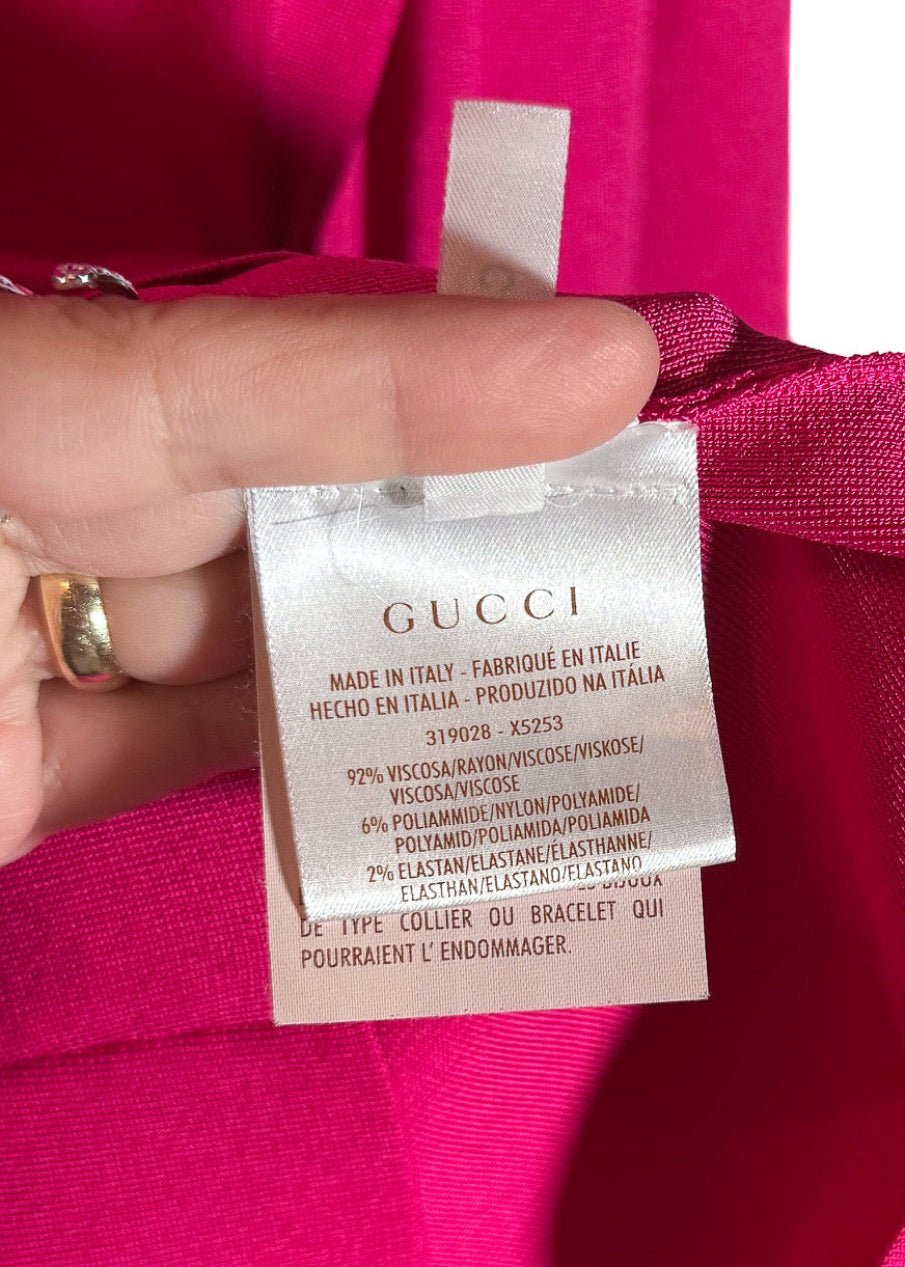 GUCCI
MADE IN ITALY - FABRIQUÉ EN ITALIE
HECHO EN ITALIA - PRODUZIDO NA ITÁLIA
319028 - X5253
92% VISCOSA/RAYON/VISCOSE/VISKOSE/
VISCOSA/VISCOSE
6% POLIAMMIDE/NYLON/POLYAMIDE/
POLYAMID/POLIAMIDA/POLIAMIDA
2% ELASTAN/ELASTANE/ÉLASTHANNE/
ELASTHAN/ELASTANO/ELASTANO
BIJOUX
DE TYPE COLLIER OU BRACELET QUI
POURRAIENT L' ENDOMMAGER.